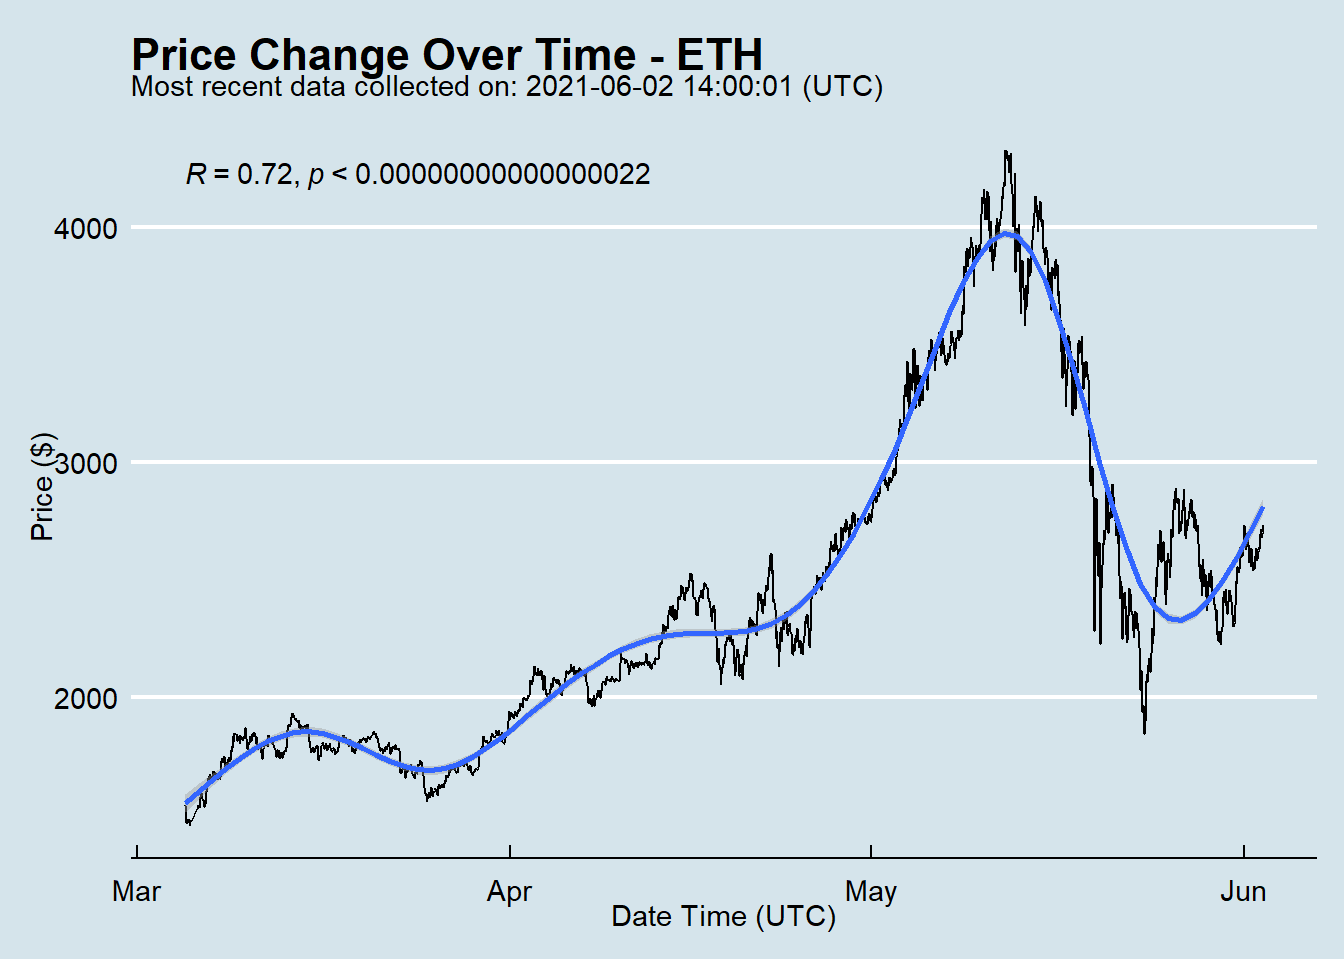 Price Change Over Time - ETH
Most recent data collected on: 2021-06-02 14:00:01 (UTC)
R = 0.72, p < 0.00000000000000022
4000
3000
2000
Price ($)
Mar
Apr
May
Jun
Date Time (UTC)